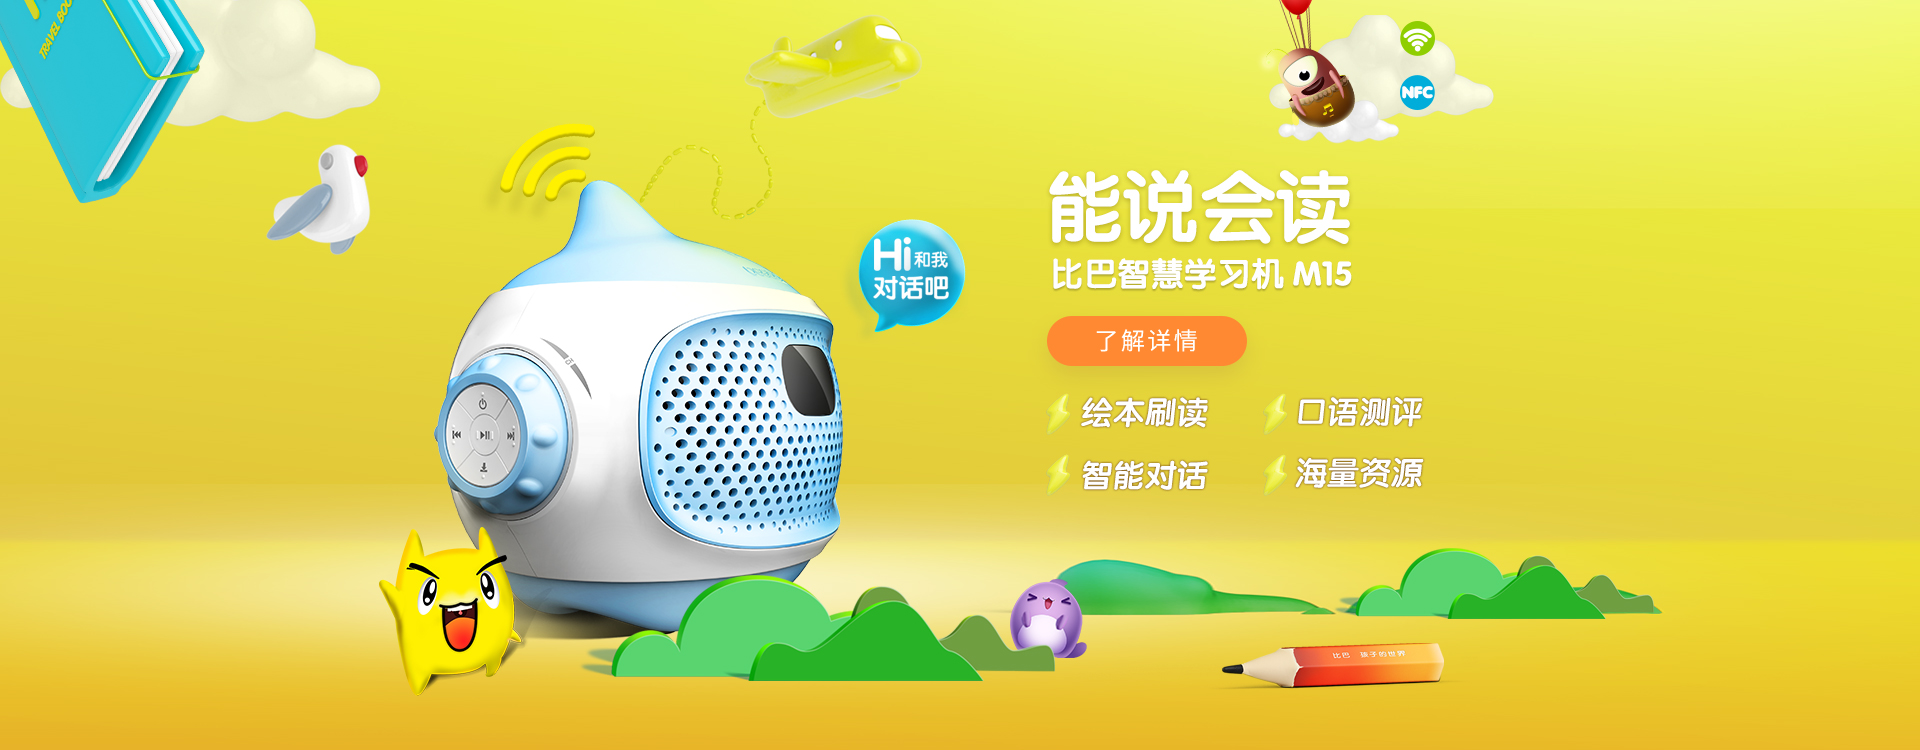 TRAVEL BOO
NFC
能说会读
比巴智慧学习机 M15
Hi 和我
对话吧
了解详情
绘本刷读
口语测评
智能对话
海量资源
比巴 孩子的世界